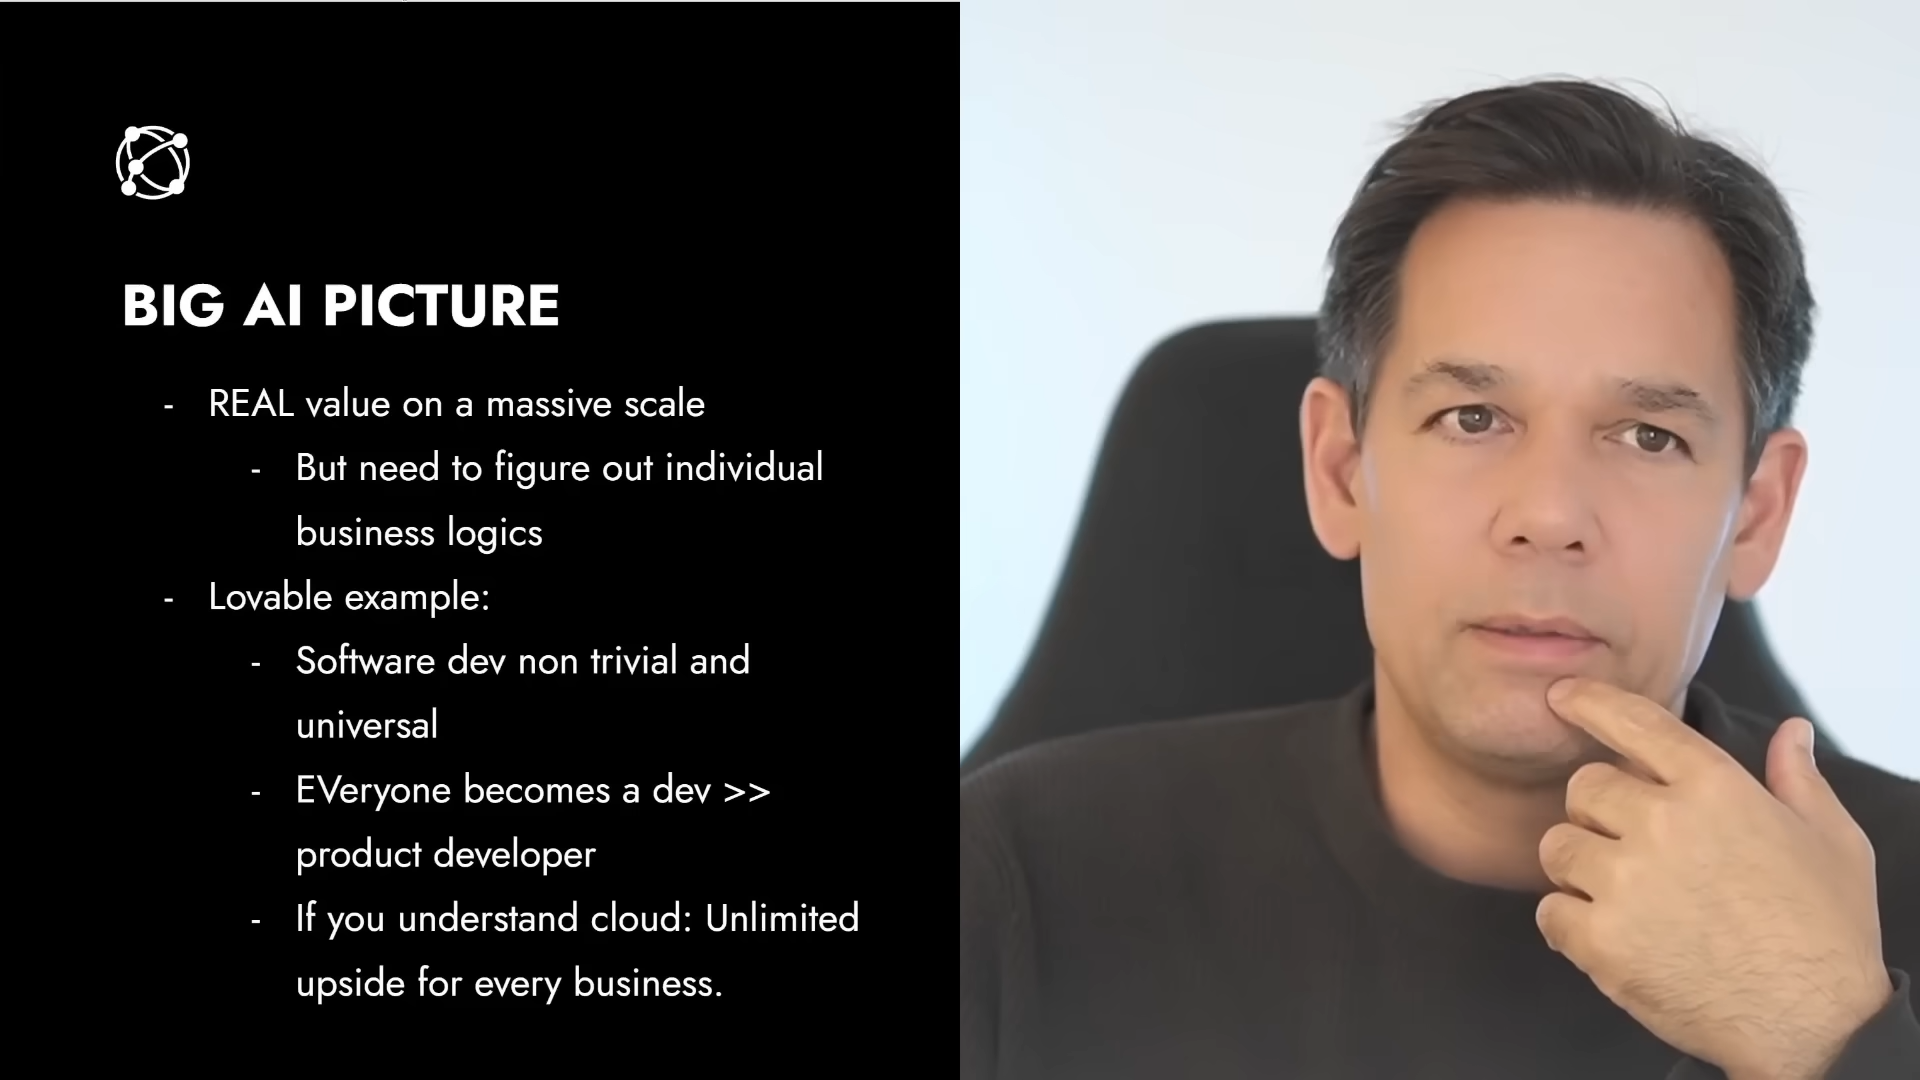 BIG AI PICTURE
- REAL value on a massive scale
- But need to figure out individual
business logics
- Lovable example:
- Software dev non trivial and
universal
- EVeryone becomes a dev >>
product developer
- If you understand cloud: Unlimited
upside for every business.